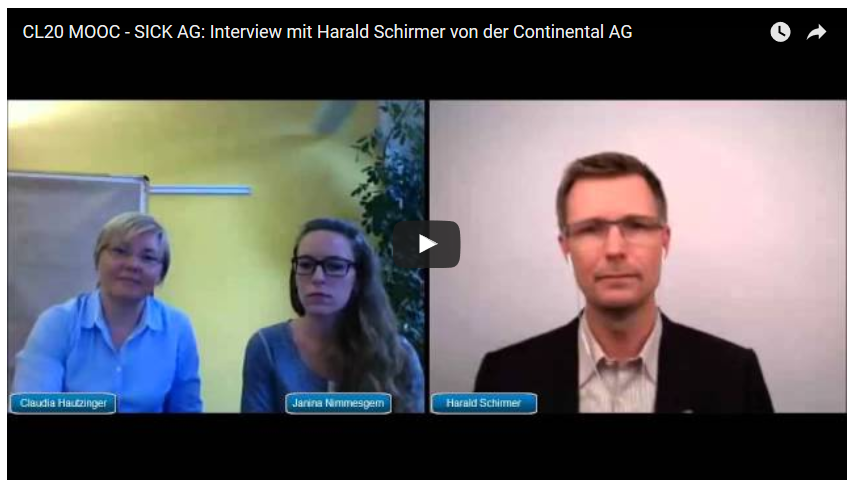 CL20 MOOC - SICK AG: Interview mit Harald Schirmer von der Continental AG
Claudia Hautzinger
Janina Nimmesgern
Harald Schirmer